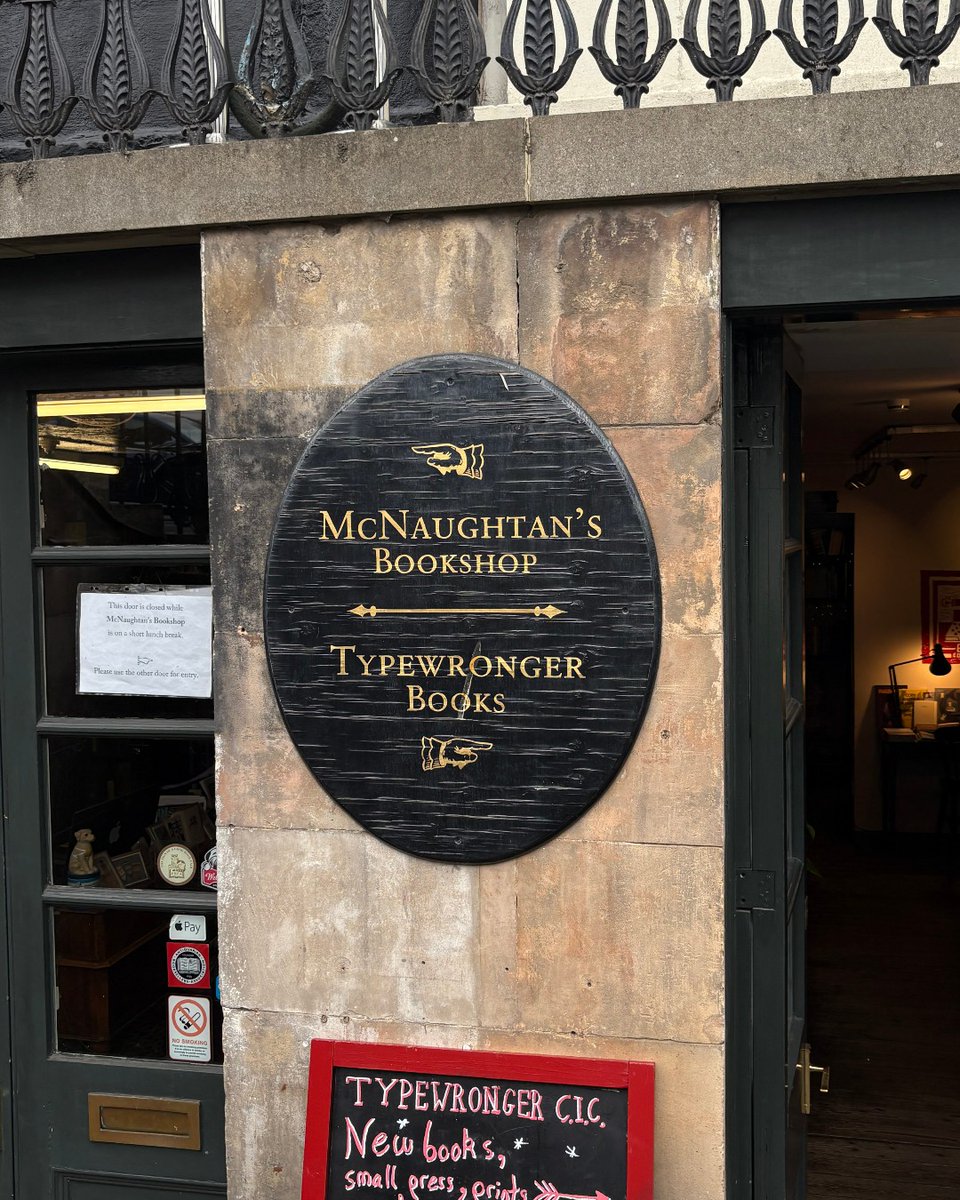 McNaughtan's
Bookshop
Typewronger
Books
This door is closed while
McNaughtan's Bookshop
is on a short lunch break.
Please use the other door for entry.
Pay
NO SMOKING
TYPEWRONGER C.I.C.
New books,
small press, prints